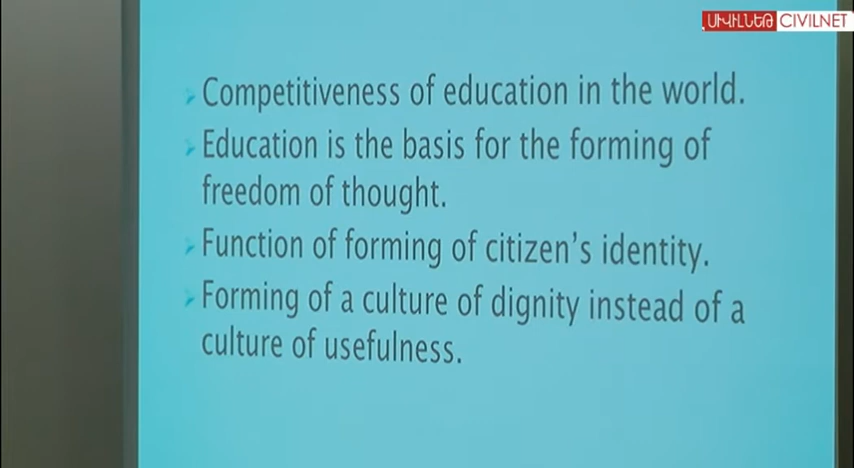 ՍԻՎԻԼՆԵԹ CIVILNET
Competitiveness of education in the world.
Education is the basis for the forming of
freedom of thought.
Function of forming of citizen's identity.
Forming of a culture of dignity instead of a
culture of usefulness.